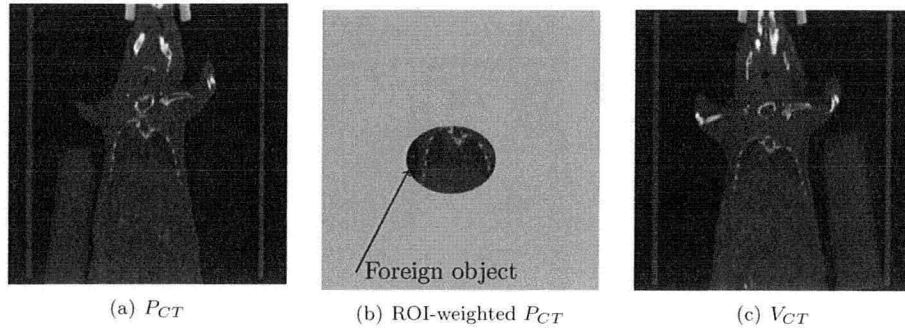 Foreign object
(a) P_CT
(b) ROI-weighted P_CT
(c) V_CT